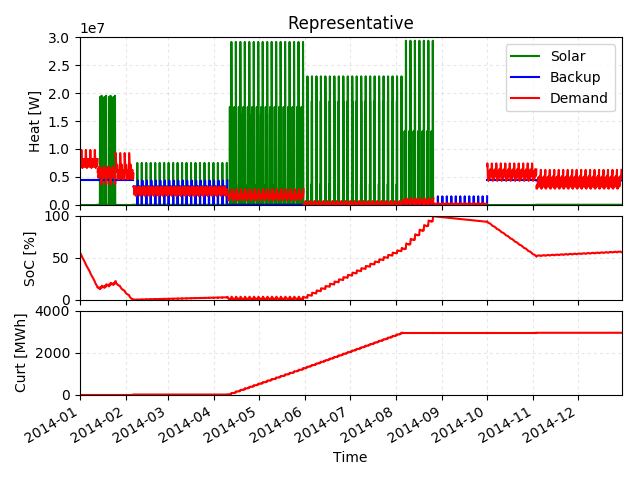 Representative
1e7
Heat [W]
3.0
2.5
2.0
1.5
1.0
0.5
0.0
Solar
Backup
Demand
SoC [%]
100
50
0
Curt [MWh]
4000
2000
0
2014-01
2014-02
2014-03
2014-04
2014-05
2014-06
2014-07
2014-08
2014-09
2014-10
2014-11
2014-12
Time